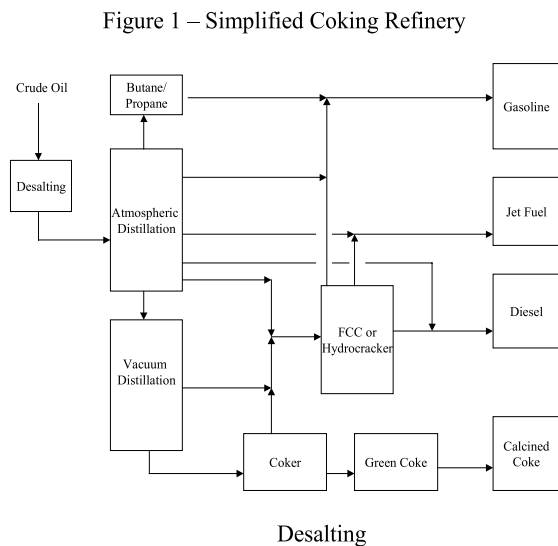 Figure 1 – Simplified Coking Refinery
Crude Oil
Butane/
Propane
Gasoline
Desalting
Atmospheric
Distillation
Jet Fuel
Diesel
FCC or
Hydrocracker
Vacuum
Distillation
Coker
Green Coke
Calcined
Coke
Desalting